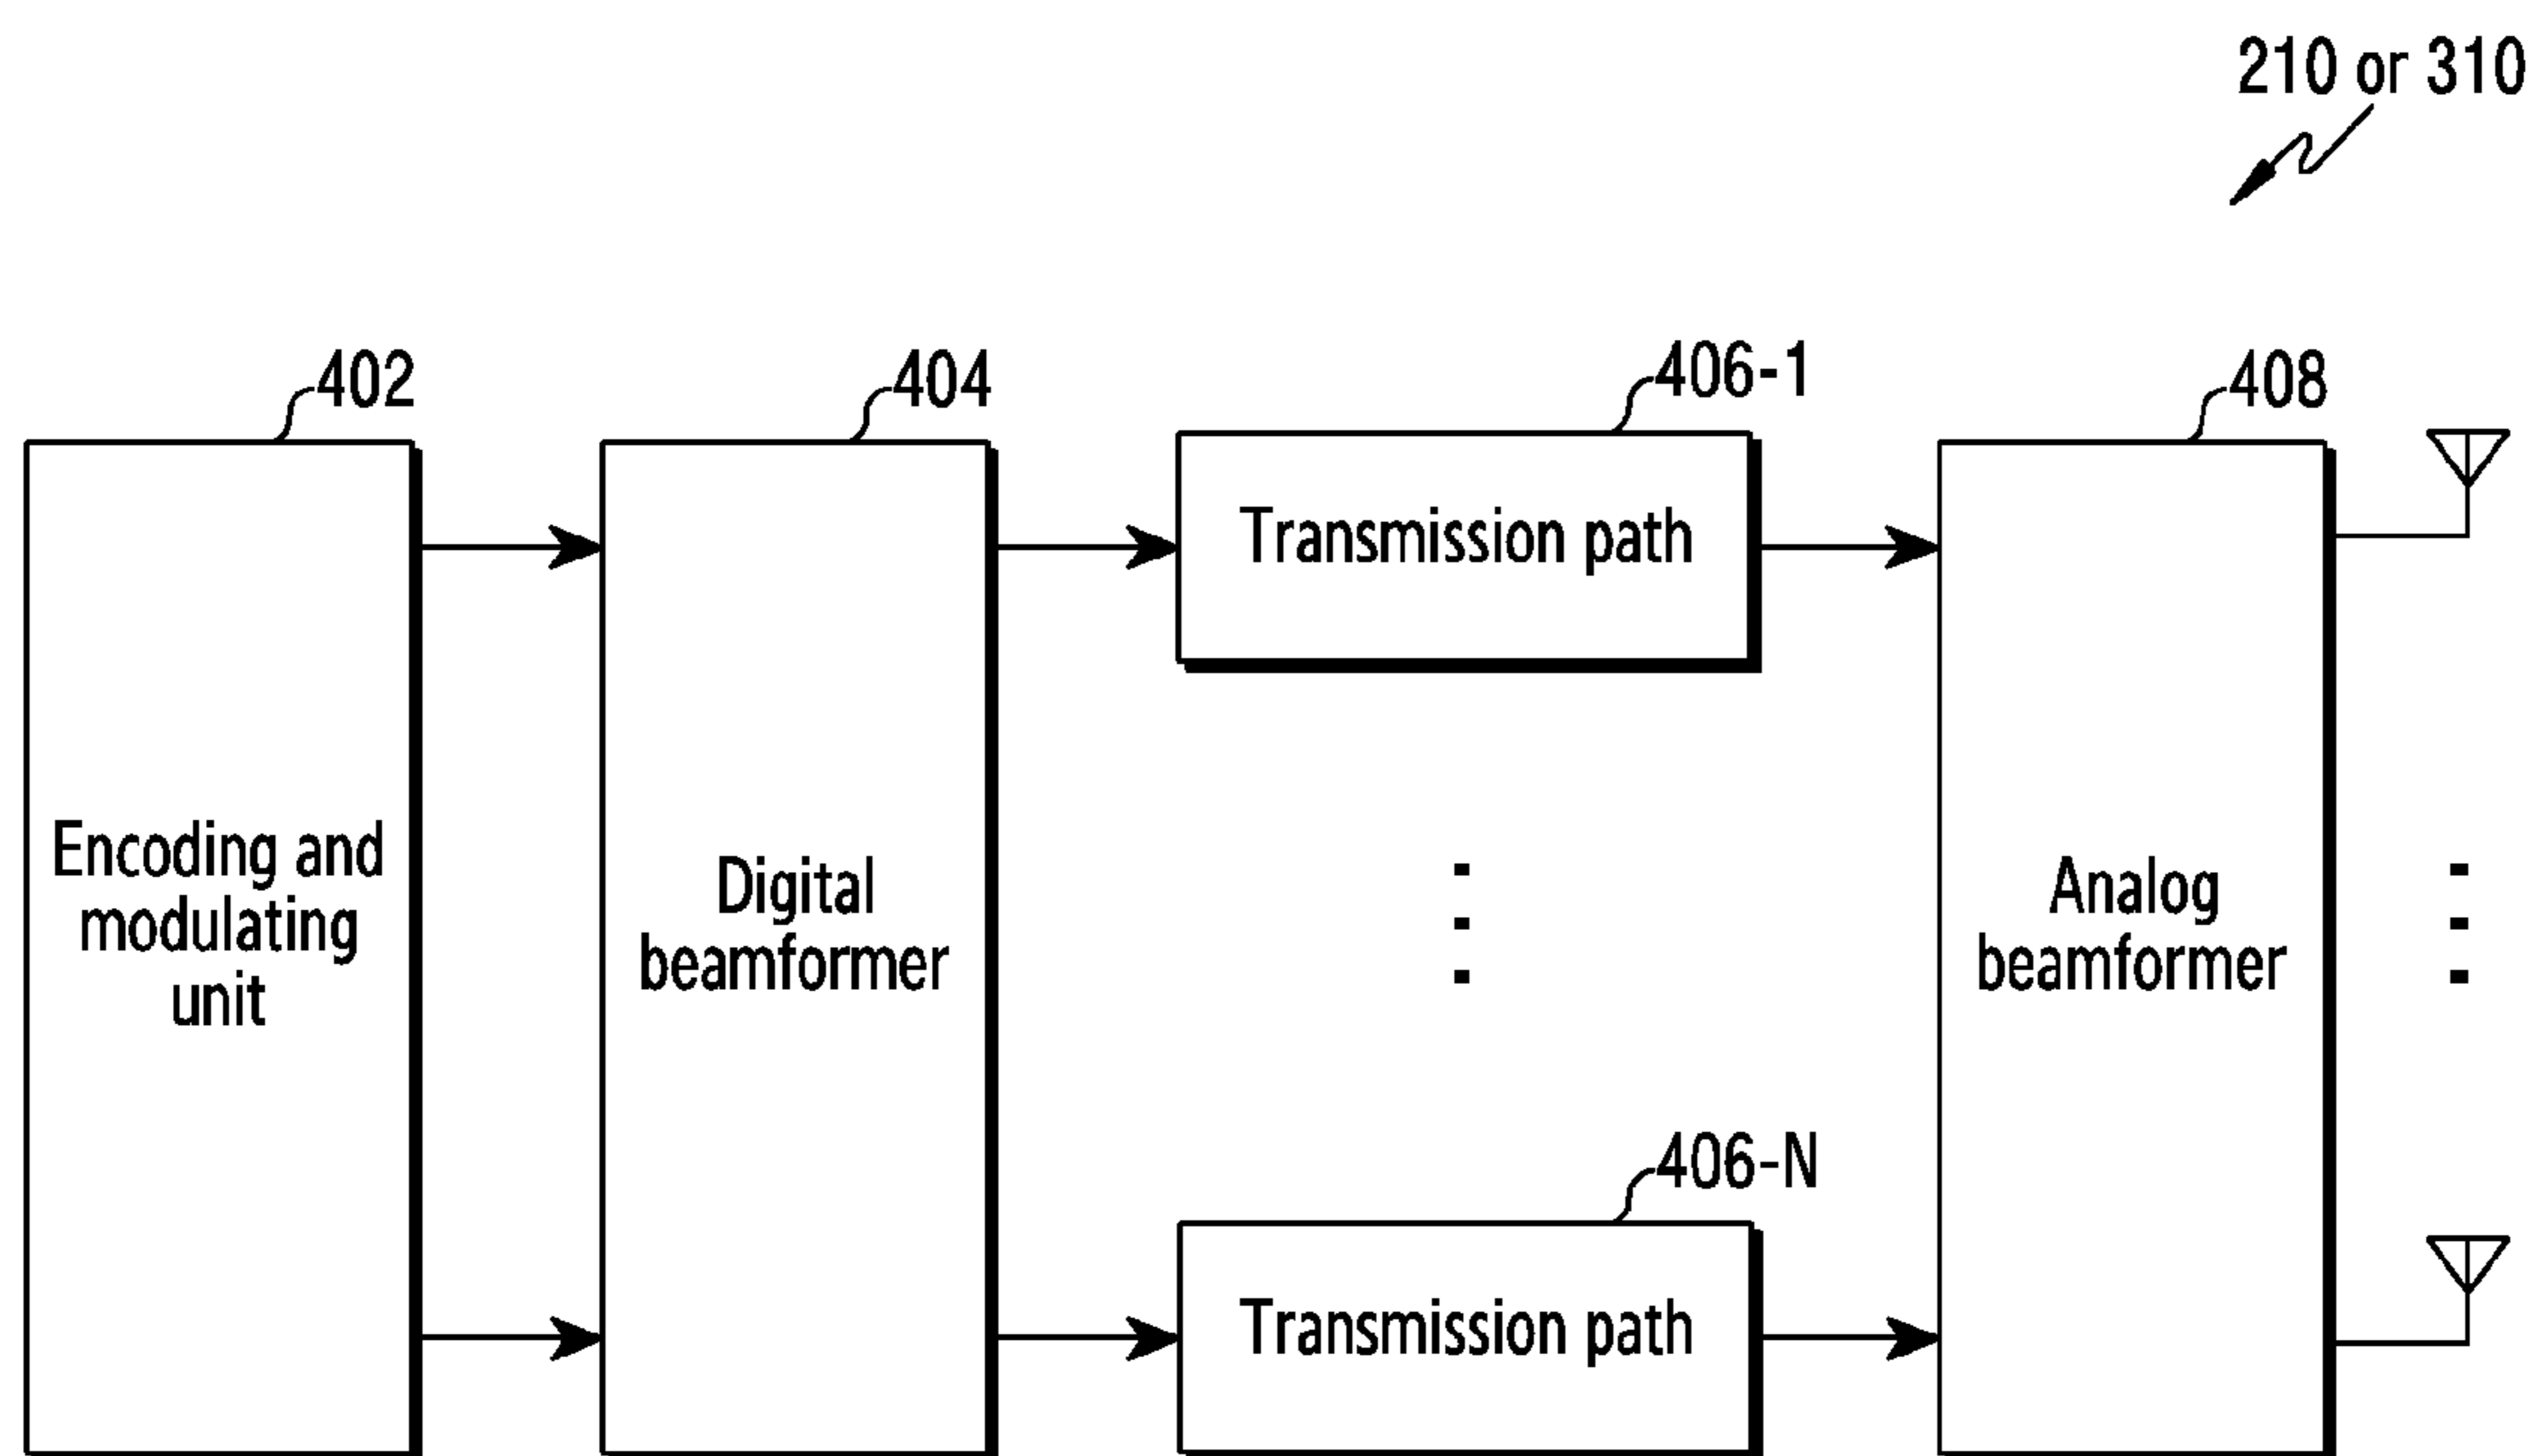 210 or 310
402
404
406-1
408
Transmission path
Encoding and
modulating
unit
Digital
beamformer
Analog
beamformer
406-N
Transmission path